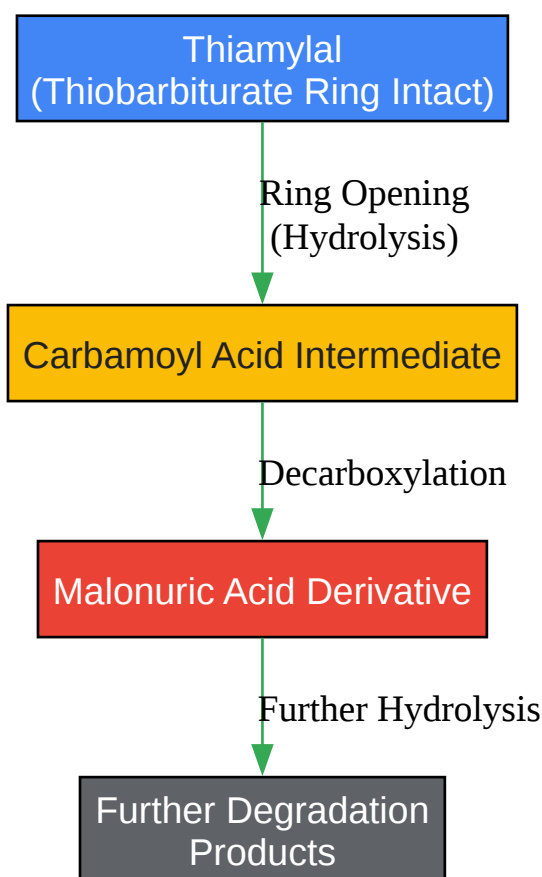 Thiamylal
(Thiobarbiturate Ring Intact)
Ring Opening
(Hydrolysis)
Carbamoyl Acid Intermediate
Decarboxylation
Malonuric Acid Derivative
Further Hydrolysis
Further Degradation
Products